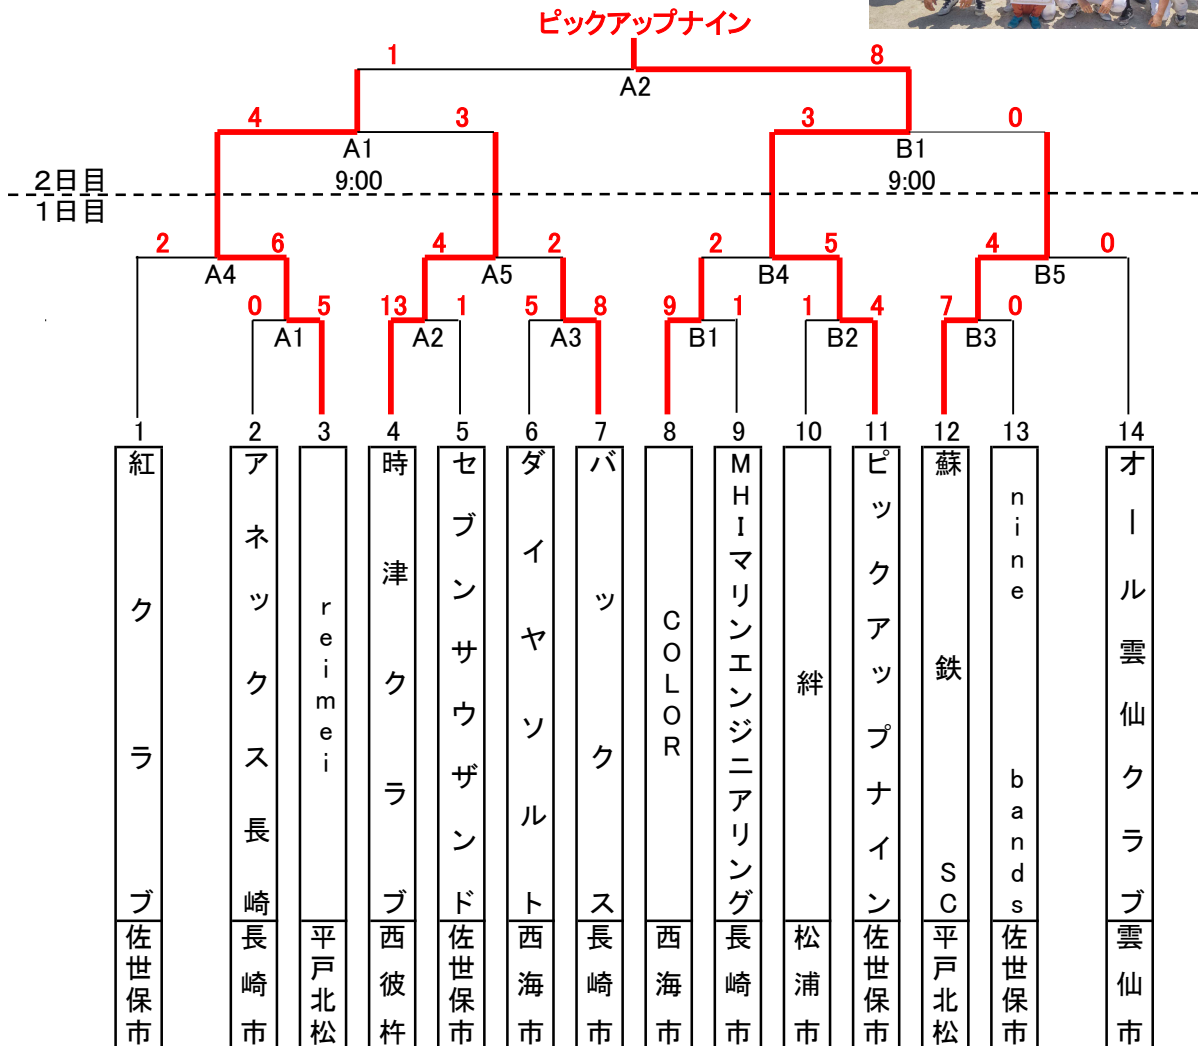 ピックアップナイン
1 8
A2
4 3 3 0
A1 B1
2日目 9:00 9:00
1日目
2 6 4 2 2 5 4 0
A4 A5 B4 B5
0 5 13 1 5 8 9 1 1 4 7 0
A1 A2 A3 B1 B2 B3
1 2 3 4 5 6 7 8 9 10 11 12 13 14
紅クラブ
佐世保市
アネックス長崎
長崎市
reimei
平戸北松
時津クラブ
西彼杵
セブンサウザンド
佐世保市
ダイヤソルト
西海市
バックス
長崎市
COLOR
西海市
MHIマリンエンジニアリング
長崎市
絆
松浦市
ピックアップナイン
佐世保市
蘇鉄SC
平戸北松
nine bands
佐世保市
オール雲仙クラブ
雲仙市